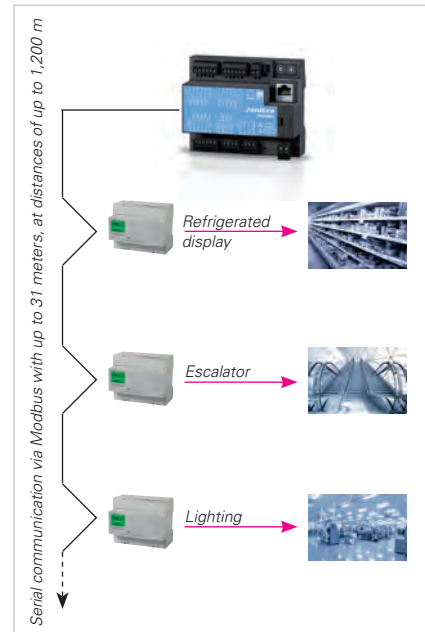 Serial communication via Modbus with up to 31 meters, at distances of up to 1,200 m
Janitza
Refrigerated
display
Escalator
Lighting